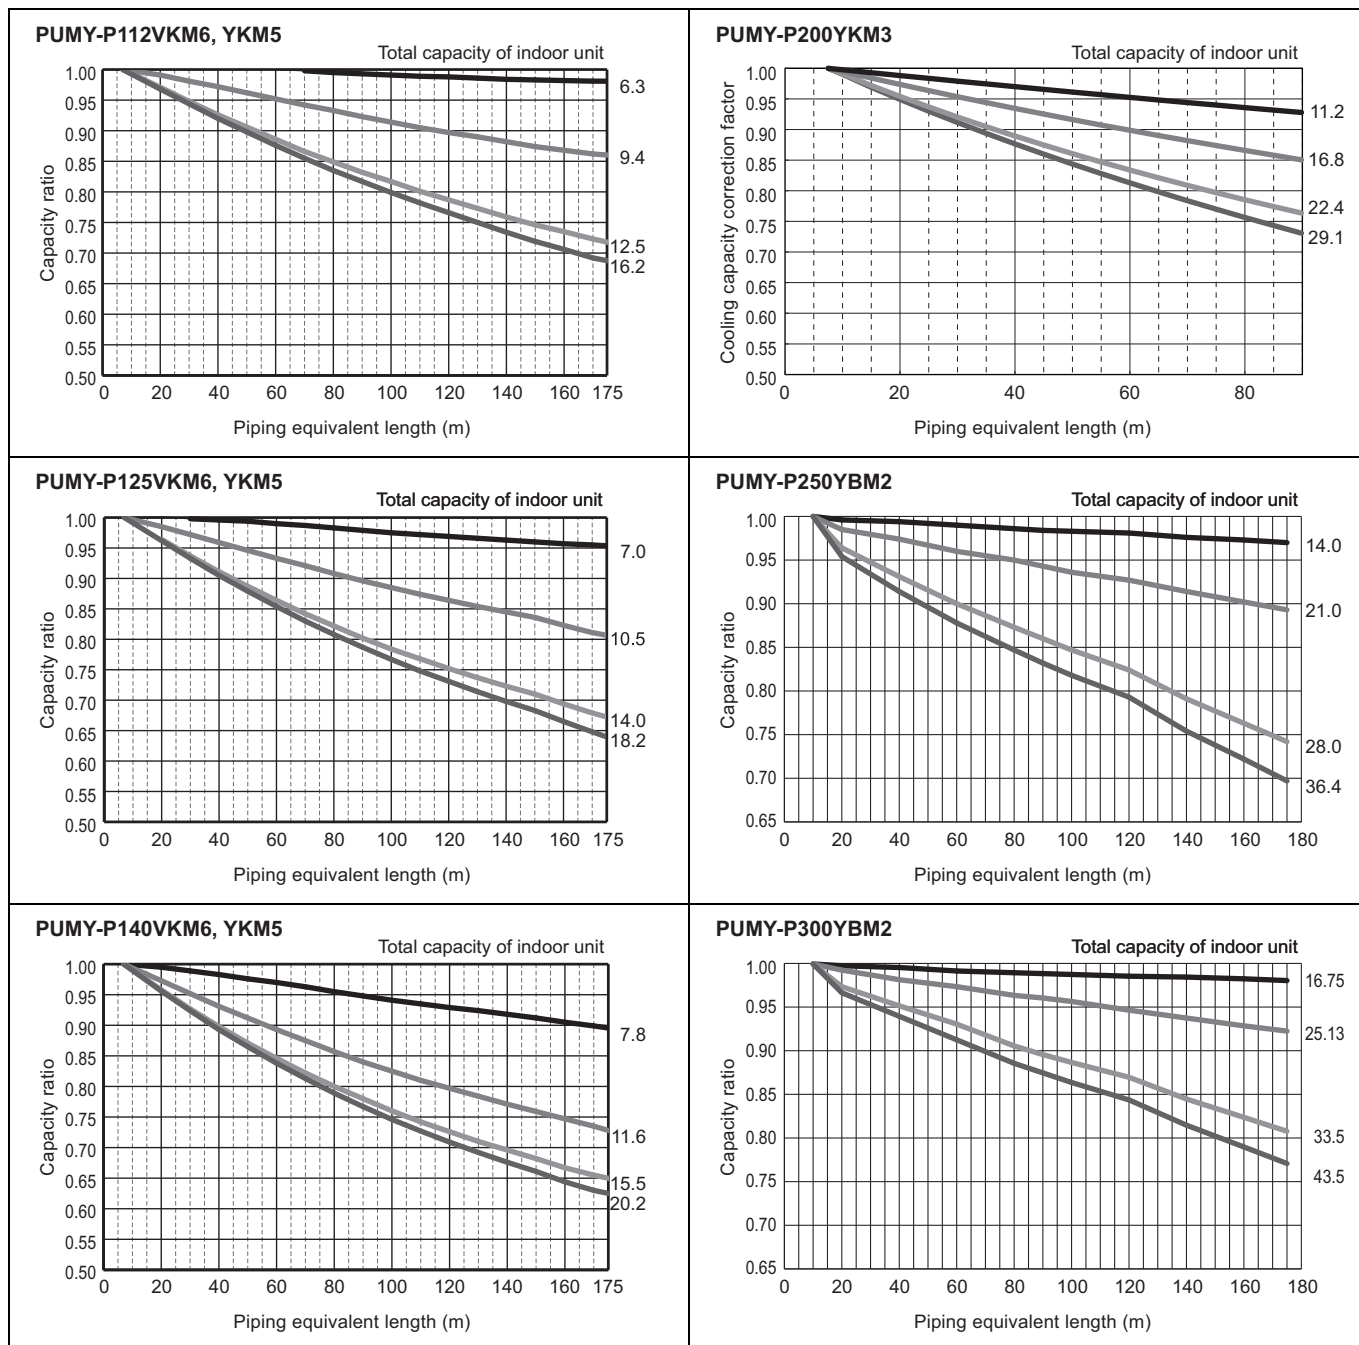 PUMY-P112VKM6, YKM5
Total capacity of indoor unit
Capacity ratio
1.00
0.95
0.90
0.85
0.80
0.75
0.70
0.65
0.60
0.55
0.50
6.3
9.4
12.5
16.2
0 20 40 60 80 100 120 140 160 175
Piping equivalent length (m)
PUMY-P200YKM3
Total capacity of indoor unit
Cooling capacity correction factor
1.00
0.95
0.90
0.85
0.80
0.75
0.70
0.65
0.60
0.55
0.50
11.2
16.8
22.4
29.1
0 20 40 60 80
Piping equivalent length (m)
PUMY-P125VKM6, YKM5
Total capacity of indoor unit
Capacity ratio
1.00
0.95
0.90
0.85
0.80
0.75
0.70
0.65
0.60
0.55
0.50
7.0
10.5
14.0
18.2
0 20 40 60 80 100 120 140 160 175
Piping equivalent length (m)
PUMY-P250YBM2
Total capacity of indoor unit
Capacity ratio
1.00
0.95
0.90
0.85
0.80
0.75
0.70
0.65
14.0
21.0
28.0
36.4
0 20 40 60 80 100 120 140 160 180
Piping equivalent length (m)
PUMY-P140VKM6, YKM5
Total capacity of indoor unit
Capacity ratio
1.00
0.95
0.90
0.85
0.80
0.75
0.70
0.65
0.60
0.55
0.50
7.8
11.6
15.5
20.2
0 20 40 60 80 100 120 140 160 175
Piping equivalent length (m)
PUMY-P300YBM2
Total capacity of indoor unit
Capacity ratio
1.00
0.95
0.90
0.85
0.80
0.75
0.70
0.65
16.75
25.13
33.5
43.5
0 20 40 60 80 100 120 140 160 180
Piping equivalent length (m)